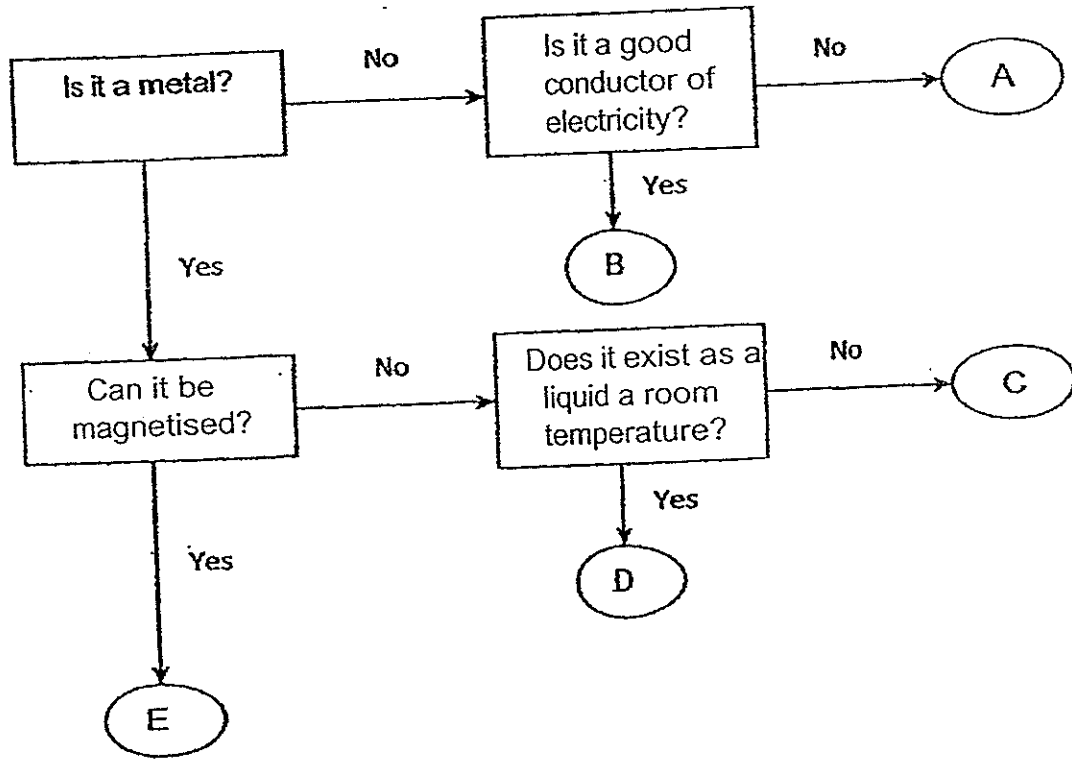 Is it a metal?
No
Is it a good
conductor of
electricity?
No
A
Yes
B
Yes
Can it be
magnetised?
No
Does it exist as a
liquid a room
temperature?
No
C
Yes
D
Yes
E